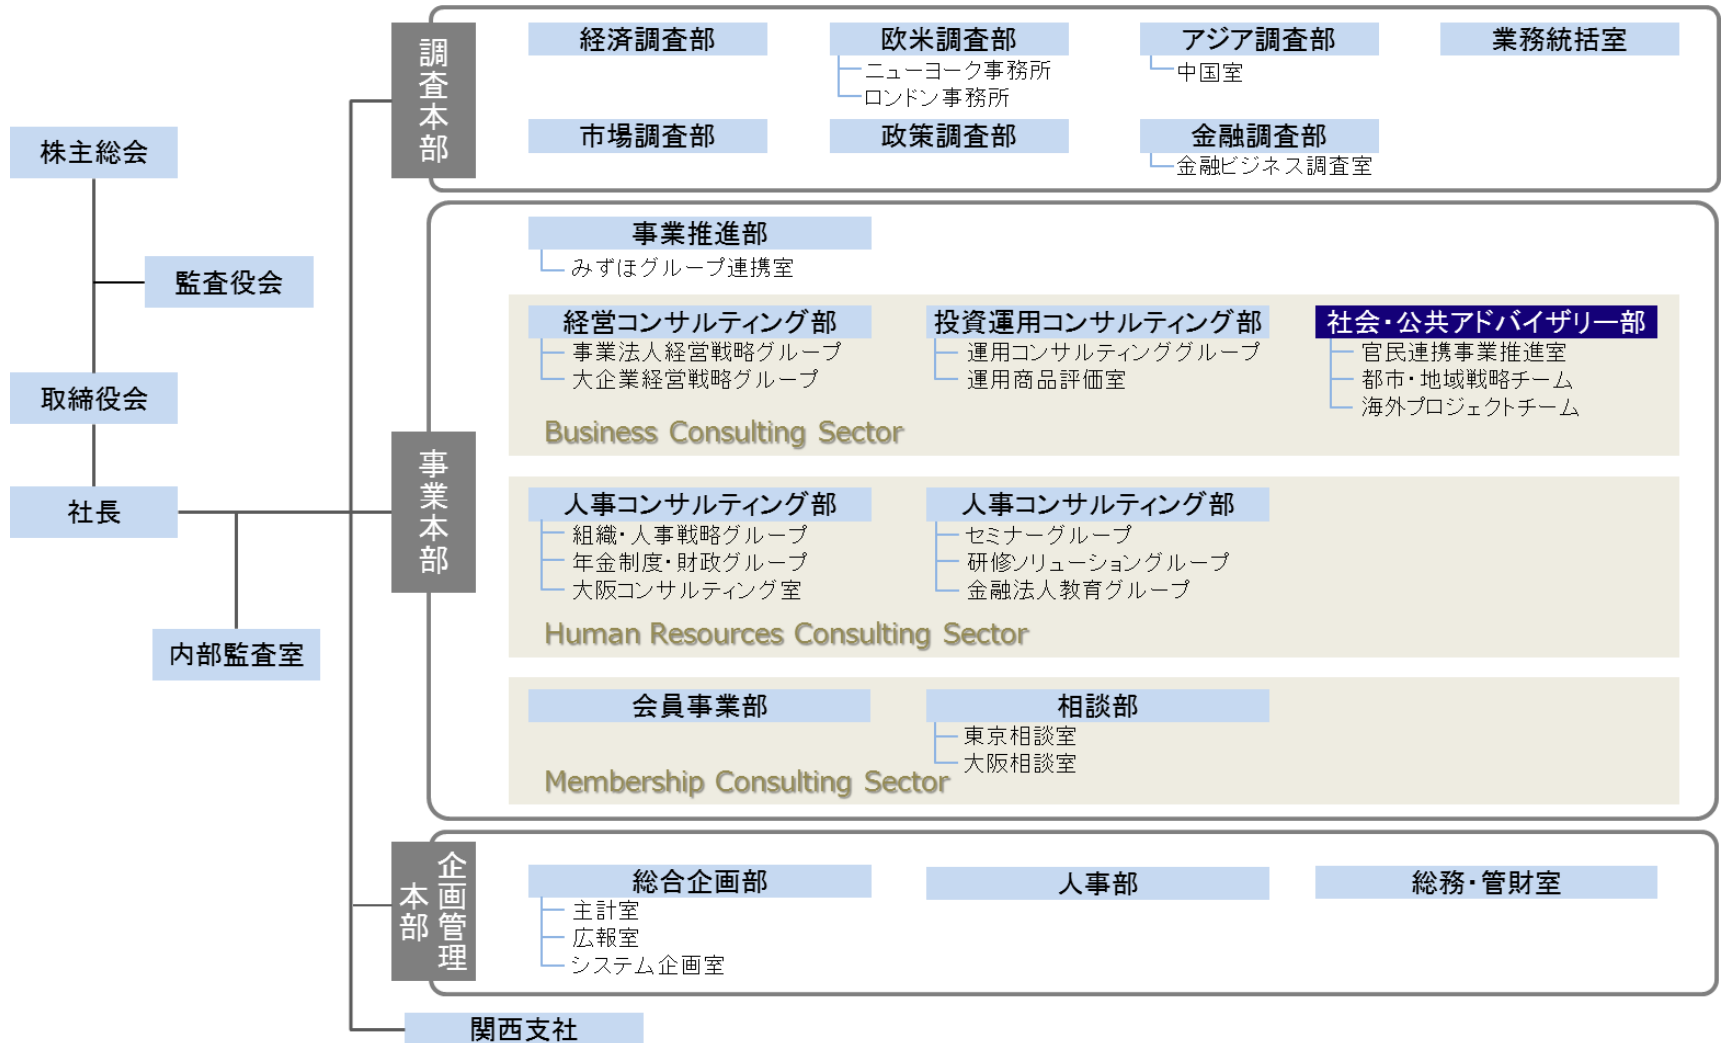 株主総会
監査役会
取締役会
社長
内部監査室
調査本部
経済調査部
欧米調査部
ニューヨーク事務所
ロンドン事務所
アジア調査部
中国室
業務統括室
市場調査部
政策調査部
金融調査部
金融ビジネス調査室
事業本部
事業推進部
みずほグループ連携室
経営コンサルティング部
事業法人経営戦略グループ
大企業経営戦略グループ
投資運用コンサルティング部
運用コンサルティンググループ
運用商品評価室
社会・公共アドバイザリー部
官民連携事業推進室
都市・地域戦略チーム
海外プロジェクトチーム
Business Consulting Sector
人事コンサルティング部
組織・人事戦略グループ
年金制度・財政グループ
大阪コンサルティング室
人事コンサルティング部
セミナーグループ
研修ソリューショングループ
金融法人教育グループ
Human Resources Consulting Sector
会員事業部
相談部
東京相談室
大阪相談室
Membership Consulting Sector
企画管理
本部
総合企画部
主計室
広報室
システム企画室
人事部
総務・管財室
関西支社